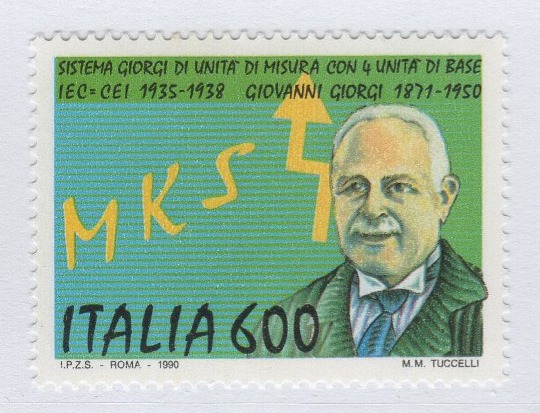 SISTEMA GIORGI DI UNITA' DI MISURA CON 4 UNITA' DI BASE
IEC=CEI 1935-1938 GIOVANNI GIORGI 1871-1950
MKS
ITALIA 600
I.P.Z.S. - ROMA - 1990 M.M. TUCCELLI